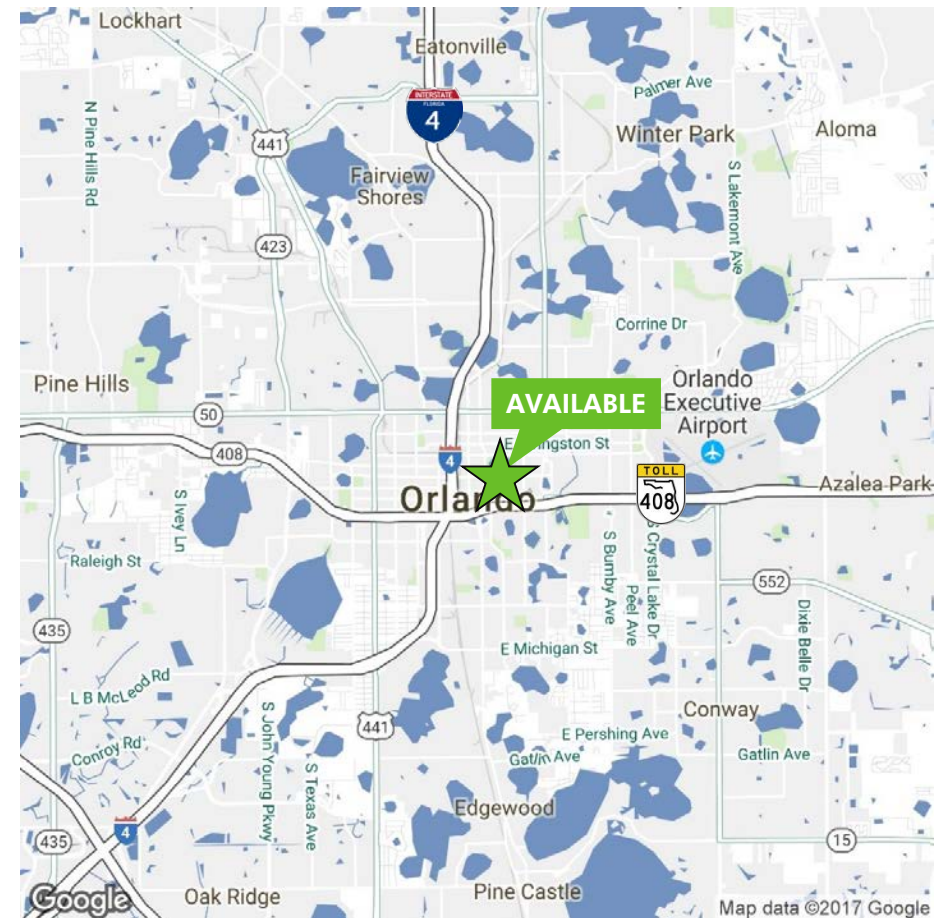 Lockhart
Eatonville
INTERSTATE
FLORIDA
4
Palmer Ave
N Pine Hills Rd
441
Winter Park
Aloma
Fairview
Shores
S Lakemont Ave
423
Corrine Dr
Pine Hills
Orlando
Executive
Airport
AVAILABLE
50
408
4
TOLL
408
Orlando
Azalea Park
S Ivey Ln
Raleigh St
S Bumby Ave
S Crystal Lake Dr
Peel Ave
552
Dixie Belle Dr
435
E Michigan St
L B McLeod Rd
Conway
S John Young Pkwy
441
E Pershing Ave
Conroy Rd
S Texas Ave
Gatlin Ave
Gatlin Ave
Edgewood
4
435
15
Google
Oak Ridge
Pine Castle
Map data ©2017 Google